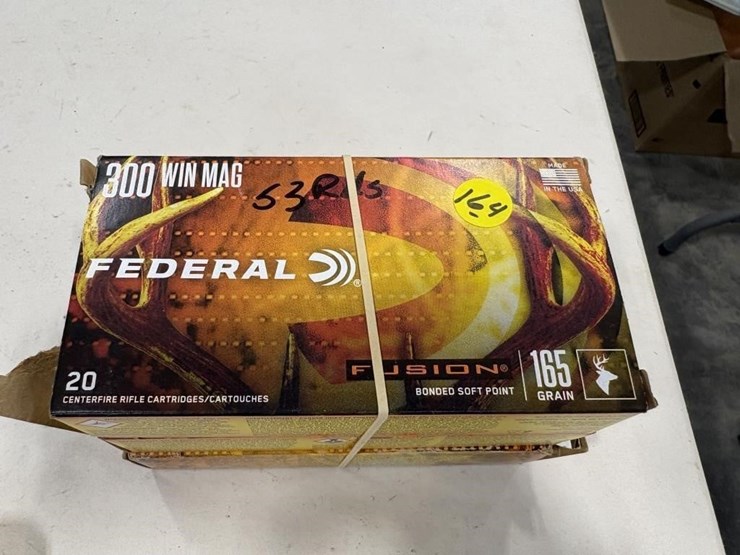 300 WIN MAG
53 Rds
164
MADE
IN THE USA
FEDERAL
FUSION®
20
CENTERFIRE RIFLE CARTRIDGES/CARTOUCHES
BONDED SOFT POINT
165
GRAIN